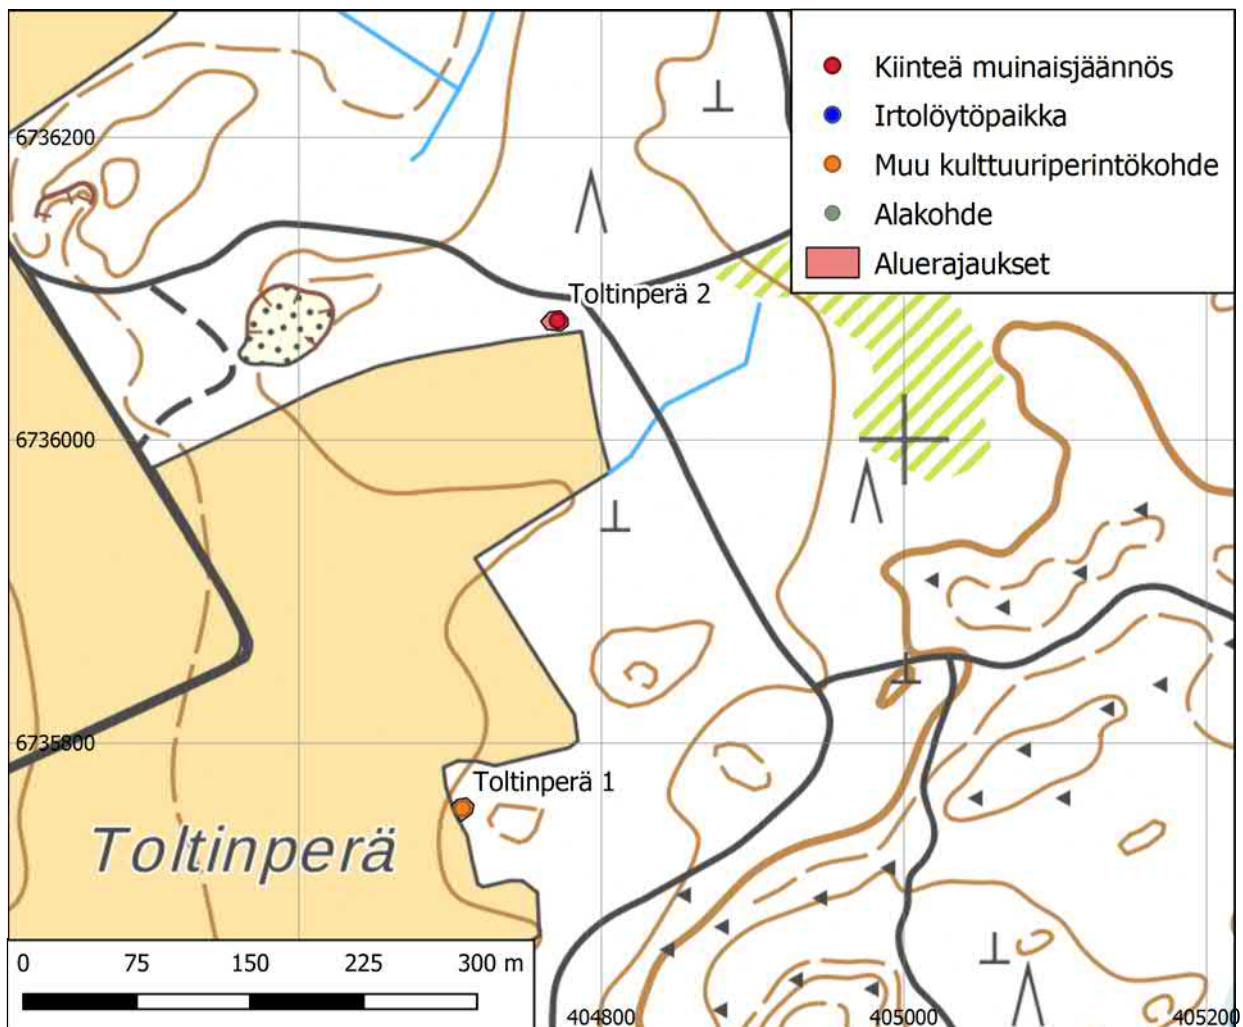 Kiinteä muinaisjäännös
Irtolöytöpaikka
Muu kulttuuriperintökohde
Alakohde
Aluerajaukset
6736200
Toltinperä 2
6736000
6735800
Toltinperä 1
Toltinperä
0 75 150 225 300 m
404800 405000 405200